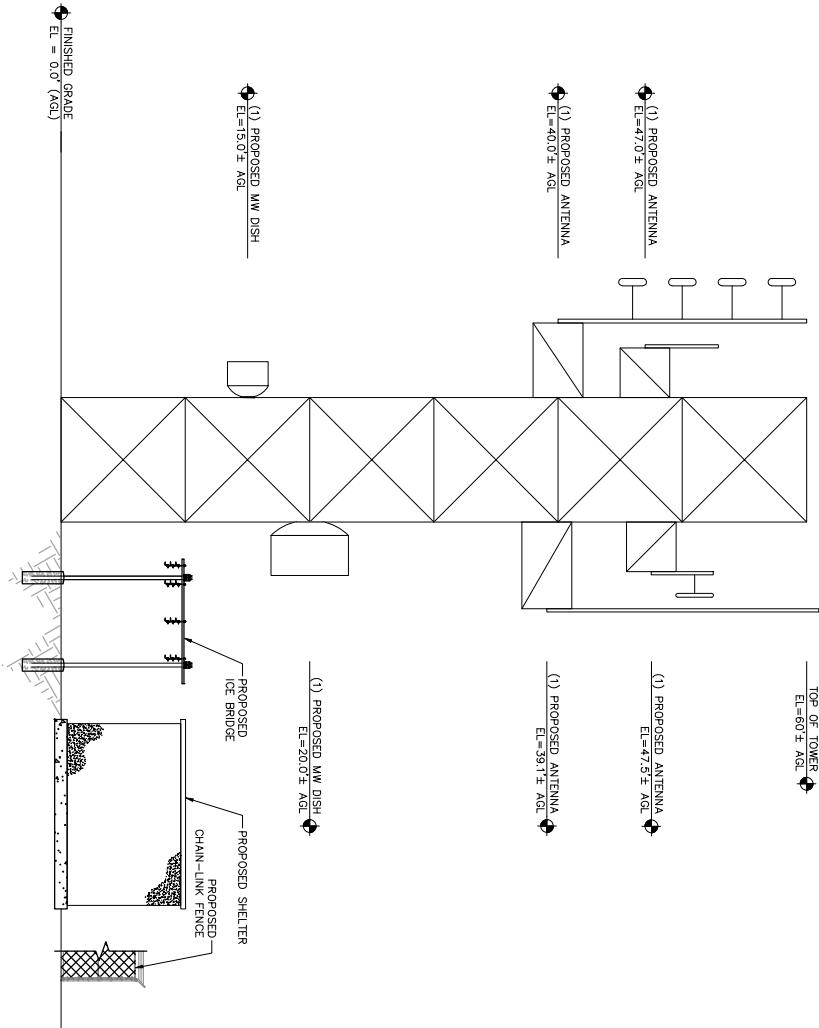 TOP OF TOWER
EL=60'± AGL
(1) PROPOSED ANTENNA
EL=47.0'± AGL
(1) PROPOSED ANTENNA
EL=47.5'± AGL
(1) PROPOSED ANTENNA
EL=40.0'± AGL
(1) PROPOSED ANTENNA
EL=39.1'± AGL
(1) PROPOSED MW DISH
EL=20.0'± AGL
(1) PROPOSED MW DISH
EL=15.0'± AGL
PROPOSED
ICE BRIDGE
PROPOSED SHELTER
PROPOSED
CHAIN-LINK FENCE
FINISHED GRADE
EL = 0.0' (AGL)